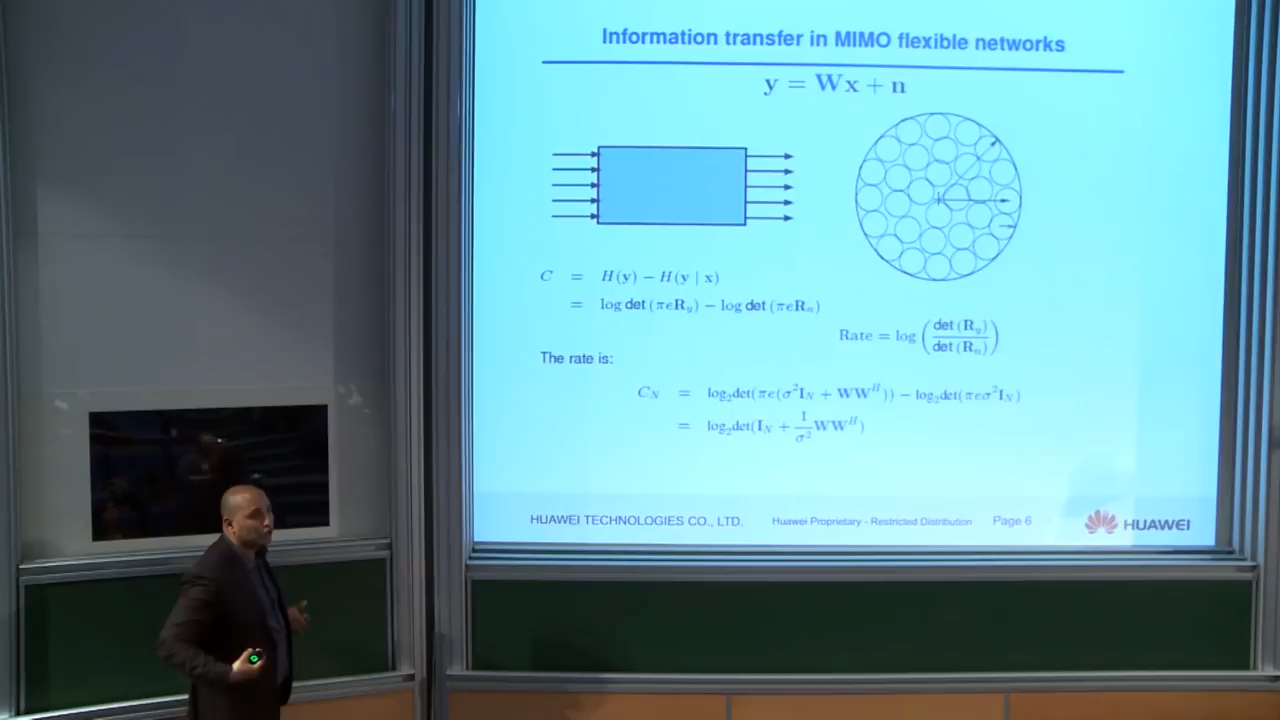 Information transfer in MIMO flexible networks
y = Wx + n
C = H(y) − H(y | x)
= log det (πeR_y) − log det (πeR_n)
Rate = log ( det (R_y) / det (R_n) )
The rate is:
C_N = log₂det(πe(σ²I_N + WW^H)) − log₂det(πeσ²I_N)
= log₂det(I_N + 1/σ² WW^H)
HUAWEI TECHNOLOGIES CO., LTD. Huawei Proprietary - Restricted Distribution Page 6 HUAWEI